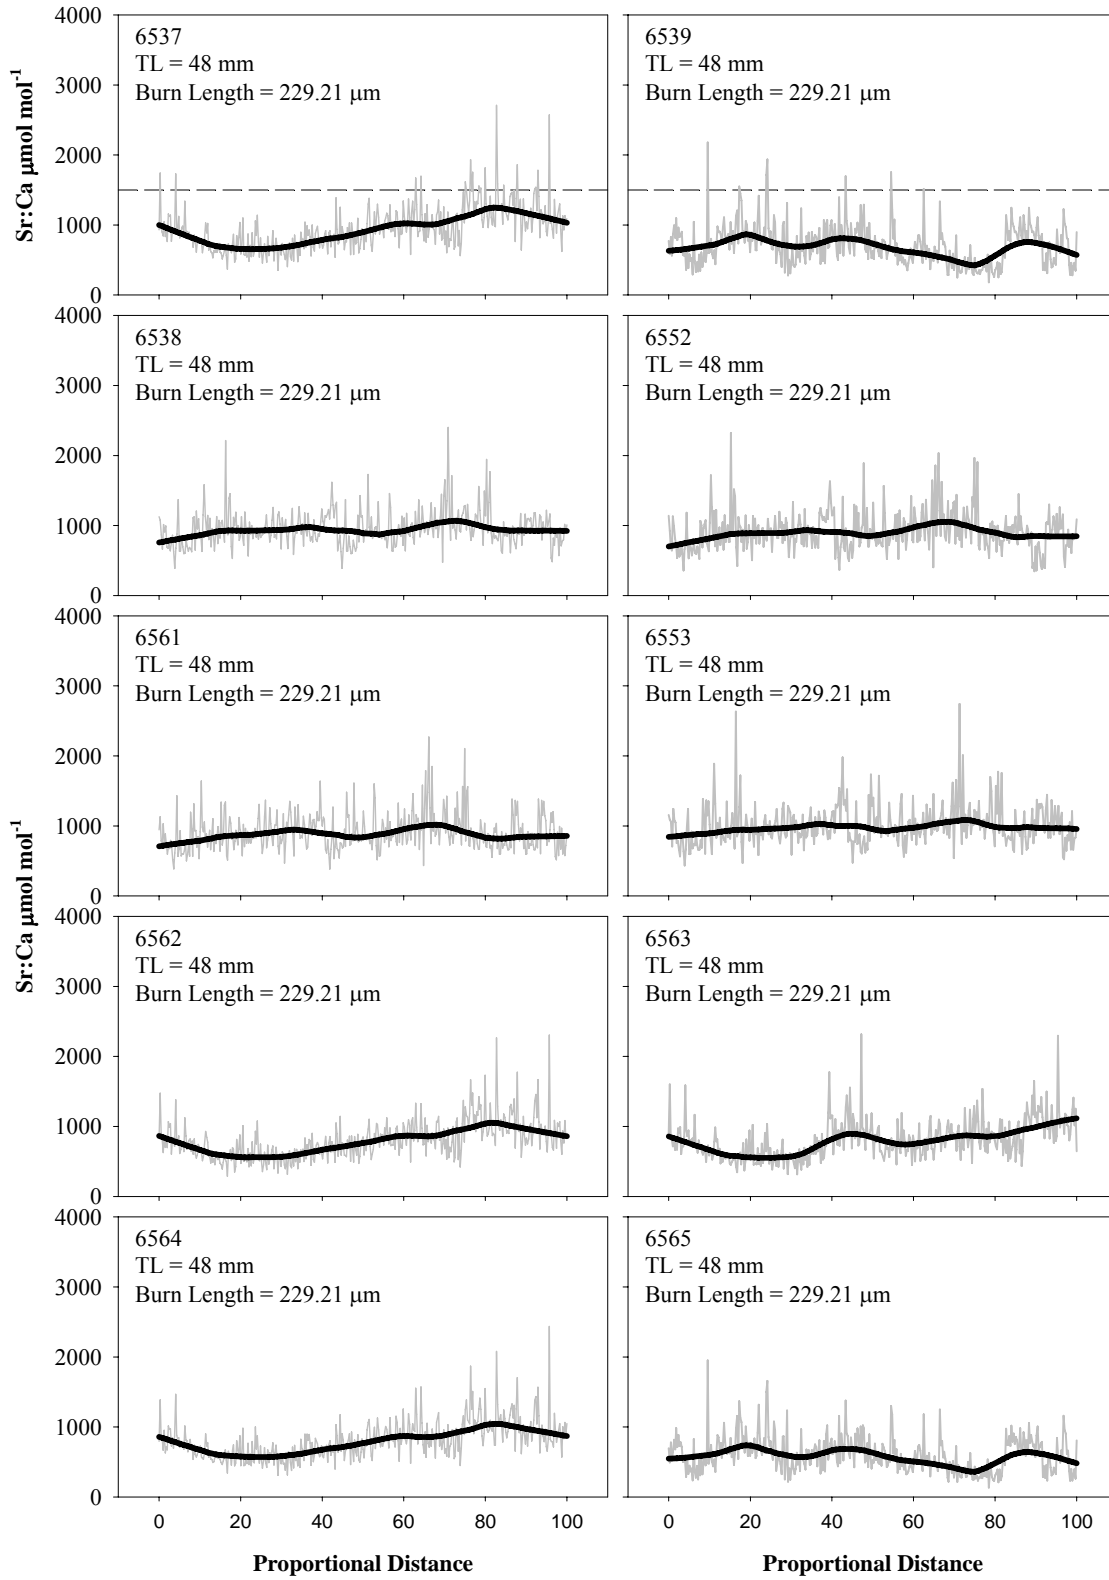 4000
3000
2000
1000
0
Sr:Ca μmol mol-1
6537
TL = 48 mm
Burn Length = 229.21 μm
6539
TL = 48 mm
Burn Length = 229.21 μm
4000
3000
2000
1000
0
6538
TL = 48 mm
Burn Length = 229.21 μm
6552
TL = 48 mm
Burn Length = 229.21 μm
4000
3000
2000
1000
0
6561
TL = 48 mm
Burn Length = 229.21 μm
6553
TL = 48 mm
Burn Length = 229.21 μm
Sr:Ca μmol mol-1
4000
3000
2000
1000
0
6562
TL = 48 mm
Burn Length = 229.21 μm
6563
TL = 48 mm
Burn Length = 229.21 μm
4000
3000
2000
1000
0
6564
TL = 48 mm
Burn Length = 229.21 μm
6565
TL = 48 mm
Burn Length = 229.21 μm
0 20 40 60 80 100
0 20 40 60 80 100
Proportional Distance
Proportional Distance